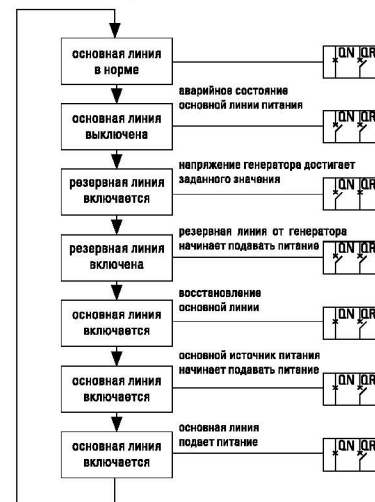 основная линия
в норме
QN QR
аварийное состояние
основной линии питания
основная линия
выключена
QN QR
напряжение генератора достигает
заданного значения
резервная линия
включается
QN QR
резервная линия от генератора
начинает подавать питание
резервная линия
включена
QN QR
восстановление
основной линии
основная линия
включается
QN QR
основной источник питания
начинает подавать питание
основная линия
включается
QN QR
основная линия
подает питание
основная линия
включается
QN QR